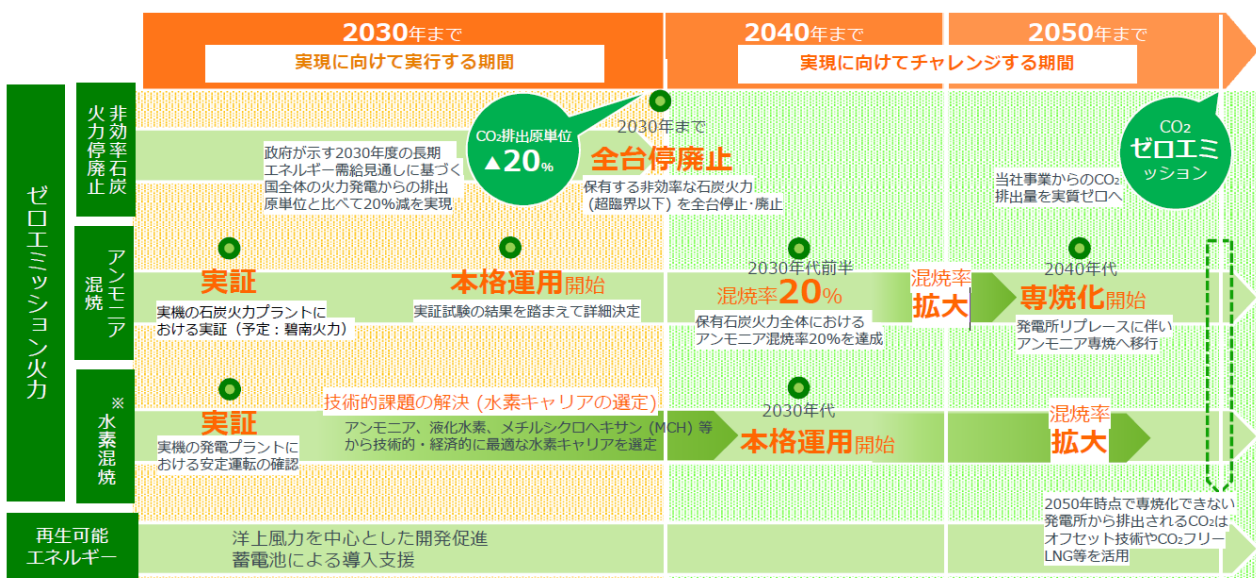 2030年まで
実現に向けて実行する期間
2040年まで
2050年まで
実現に向けてチャレンジする期間
ゼロエミッション火力
非効率石炭
火力停廃止
政府が示す2030年度の長期
エネルギー需給見通しに基づく
国全体の火力発電からの排出
原単位と比べて20%減を実現
CO₂排出原単位
▲20%
2030年まで
全台停廃止
保有する非効率な石炭火力
(超臨界以下) を全台停止･廃止
当社事業からのCO₂
排出量を実質ゼロへ
CO₂
ゼロエミ
ッション
アンモニア
混焼
実証
実機の石炭火力プラントに
おける実証（予定：碧南火力）
本格運用開始
実証試験の結果を踏まえて詳細決定
2030年代前半
混焼率20%
保有石炭火力全体における
アンモニア混焼率20%を達成
混焼率
拡大
2040年代
専焼化開始
発電所リプレースに伴い
アンモニア専焼へ移行
※
水素混焼
実証
実機の発電プラントに
おける安定運転の確認
技術的課題の解決 (水素キャリアの選定)
アンモニア、液化水素、メチルシクロヘキサン (MCH) 等
から技術的・経済的に最適な水素キャリアを選定
2030年代
本格運用開始
混焼率
拡大
2050年時点で専焼化できない
発電所から排出されるCO₂は
オフセット技術やCO₂フリー
LNG等を活用
再生可能
エネルギー
洋上風力を中心とした開発促進
蓄電池による導入支援